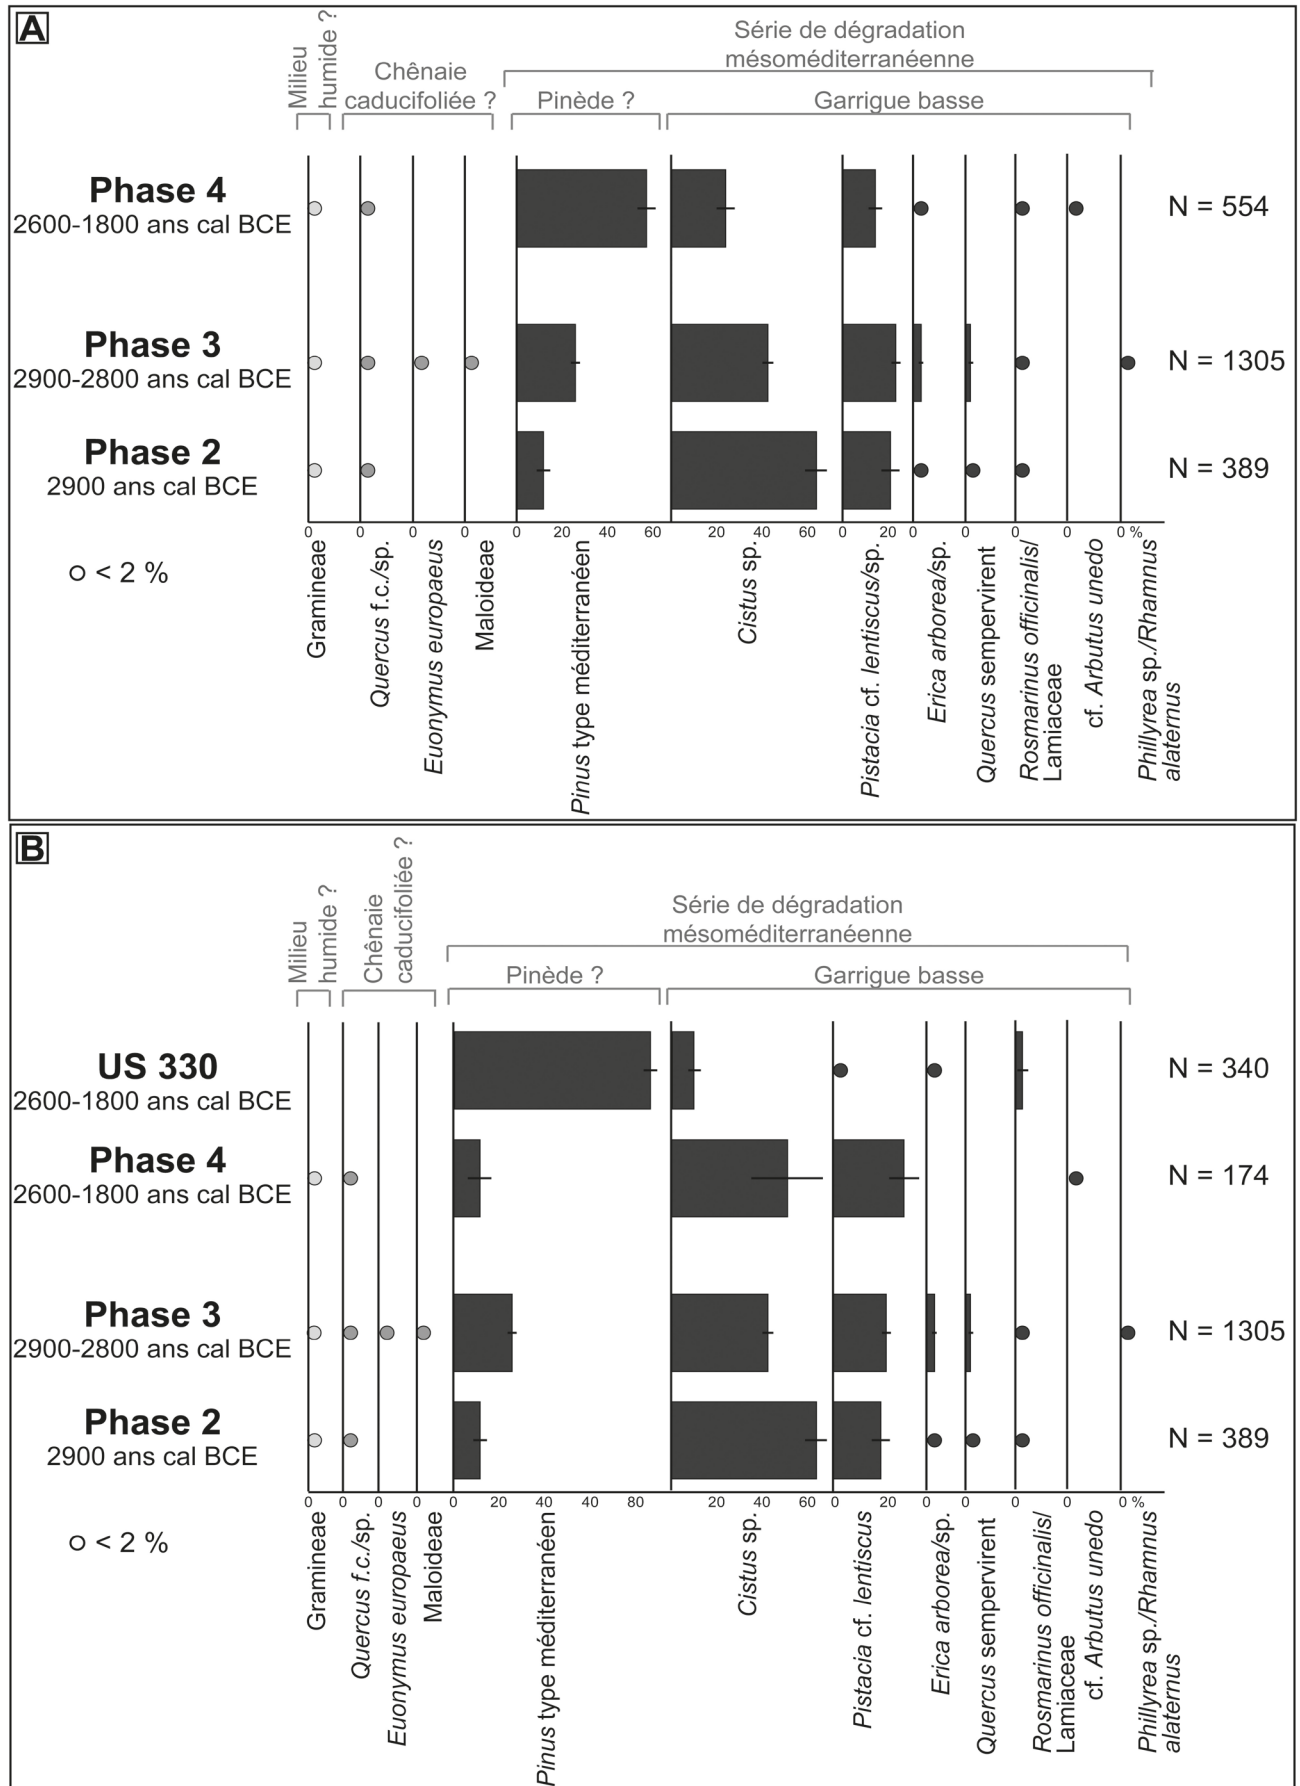 A
Milieu
humide ?
Chênaie
caducifoliée ?
Série de dégradation
mésoméditerranéenne
Pinède ?
Garrigue basse
Phase 4
2600-1800 ans cal BCE
N = 554
Phase 3
2900-2800 ans cal BCE
N = 1305
Phase 2
2900 ans cal BCE
N = 389
0 0 0 0 0 20 40 60 20 40 60 0 20 0 0 0 0 0 %
○ < 2 %
Gramineae
Quercus f.c./sp.
Euonymus europaeus
Maloideae
Pinus type méditerranéen
Cistus sp.
Pistacia cf. lentiscus/sp.
Erica arborea/sp.
Quercus sempervirent
Rosmarinus officinalis/
Lamiaceae
cf. Arbutus unedo
Phillyrea sp./Rhamnus
alaternus
B
Milieu
humide ?
Chênaie
caducifoliée ?
Série de dégradation
mésoméditerranéenne
Pinède ?
Garrigue basse
US 330
2600-1800 ans cal BCE
N = 340
Phase 4
2600-1800 ans cal BCE
N = 174
Phase 3
2900-2800 ans cal BCE
N = 1305
Phase 2
2900 ans cal BCE
N = 389
0 0 0 0 0 20 40 40 80 20 40 60 0 20 0 0 0 0 0 %
○ < 2 %
Gramineae
Quercus f.c./sp.
Euonymus europaeus
Maloideae
Pinus type méditerranéen
Cistus sp.
Pistacia cf. lentiscus
Erica arborea/sp.
Quercus sempervirent
Rosmarinus officinalis/
Lamiaceae
cf. Arbutus unedo
Phillyrea sp./Rhamnus
alaternus